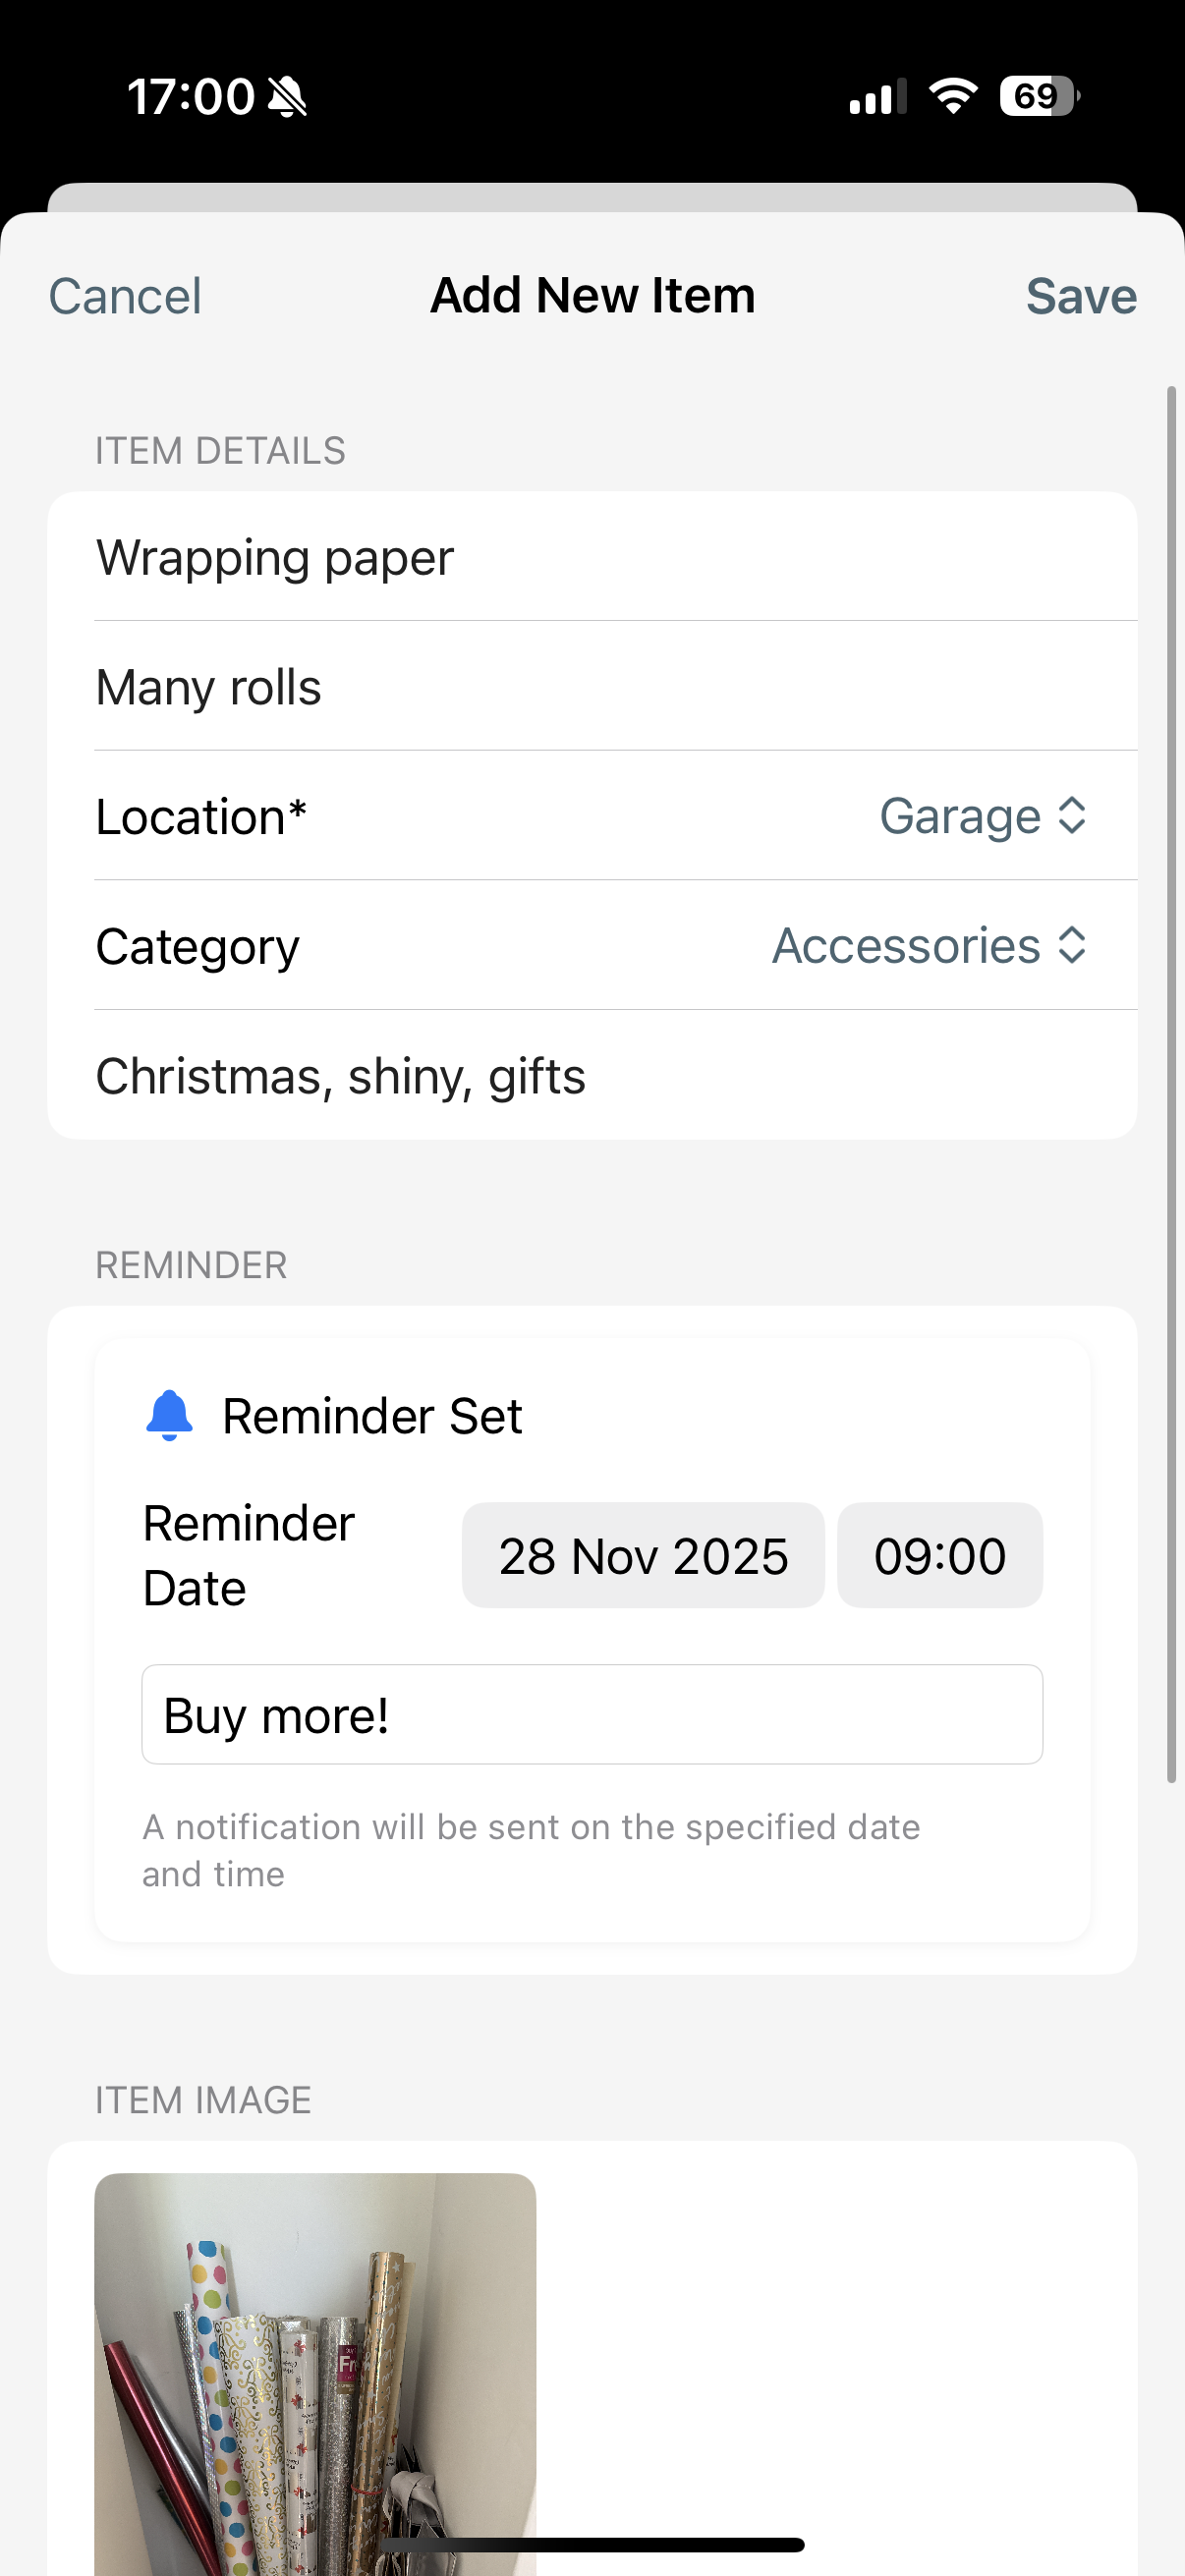 17:00
69
Cancel
Add New Item
Save
ITEM DETAILS
Wrapping paper
Many rolls
Location*
Garage
Category
Accessories
Christmas, shiny, gifts
REMINDER
Reminder Set
Reminder
Date
28 Nov 2025
09:00
Buy more!
A notification will be sent on the specified date
and time
ITEM IMAGE